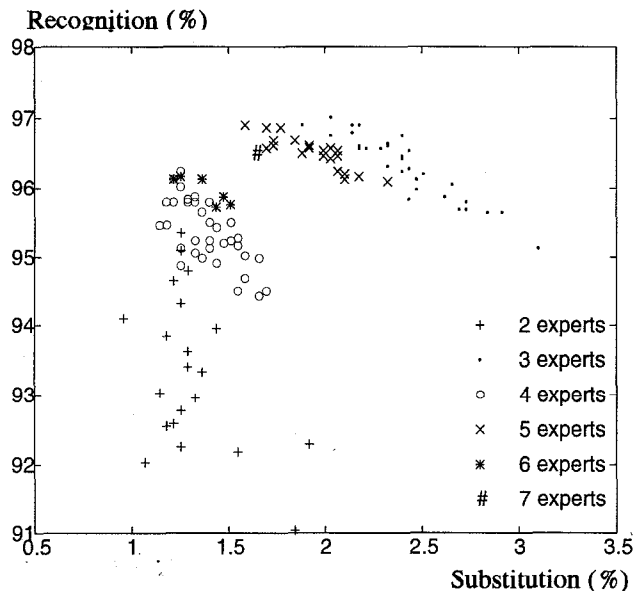 Recognition (%)
98
97
96
95
94
93
92
91
+ 2 experts
· 3 experts
○ 4 experts
× 5 experts
* 6 experts
# 7 experts
#
0.5 1 1.5 2 2.5 3 3.5
Substitution (%)